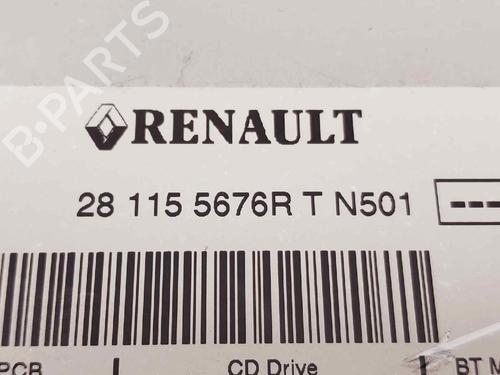 B-PARTS
RENAULT
28 115 5676R T N501
---
PCB
CD Drive
BT M